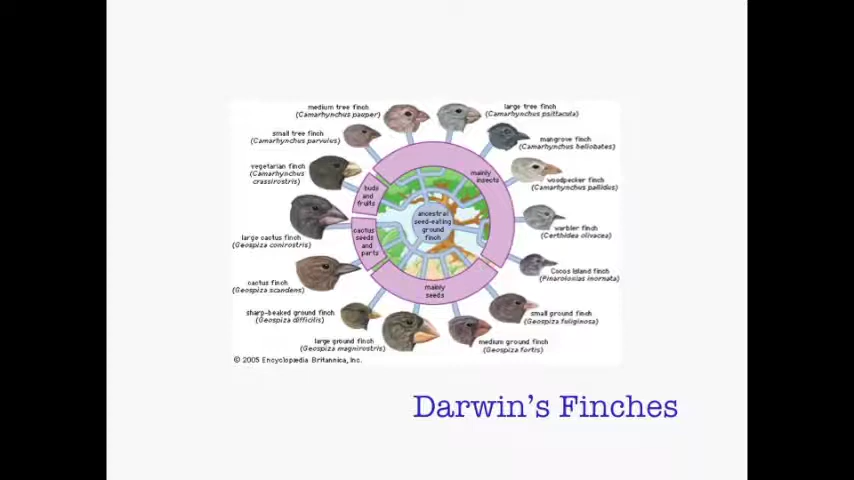 medium tree finch
(Camarhynchus pauper)
large tree finch
(Camarhynchus psittacula)
small tree finch
(Camarhynchus parvulus)
mangrove finch
(Camarhynchus heliobates)
vegetarian finch
(Camarhynchus
crassirostris)
mainly
insects
woodpecker finch
(Camarhynchus pallidus)
buds
and
fruits
ancestral
seed-eating
ground
finch
warbler finch
(Certhidea olivacea)
large cactus finch
(Geospiza conirostris)
cactus
seeds
and
parts
Cocos Island finch
(Pinaroloxias inornata)
cactus finch
(Geospiza scandens)
mainly
seeds
sharp-beaked ground finch
(Geospiza difficilis)
small ground finch
(Geospiza fuliginosa)
large ground finch
(Geospiza magnirostris)
medium ground finch
(Geospiza fortis)
© 2005 Encyclopædia Britannica, Inc.
Darwin's Finches